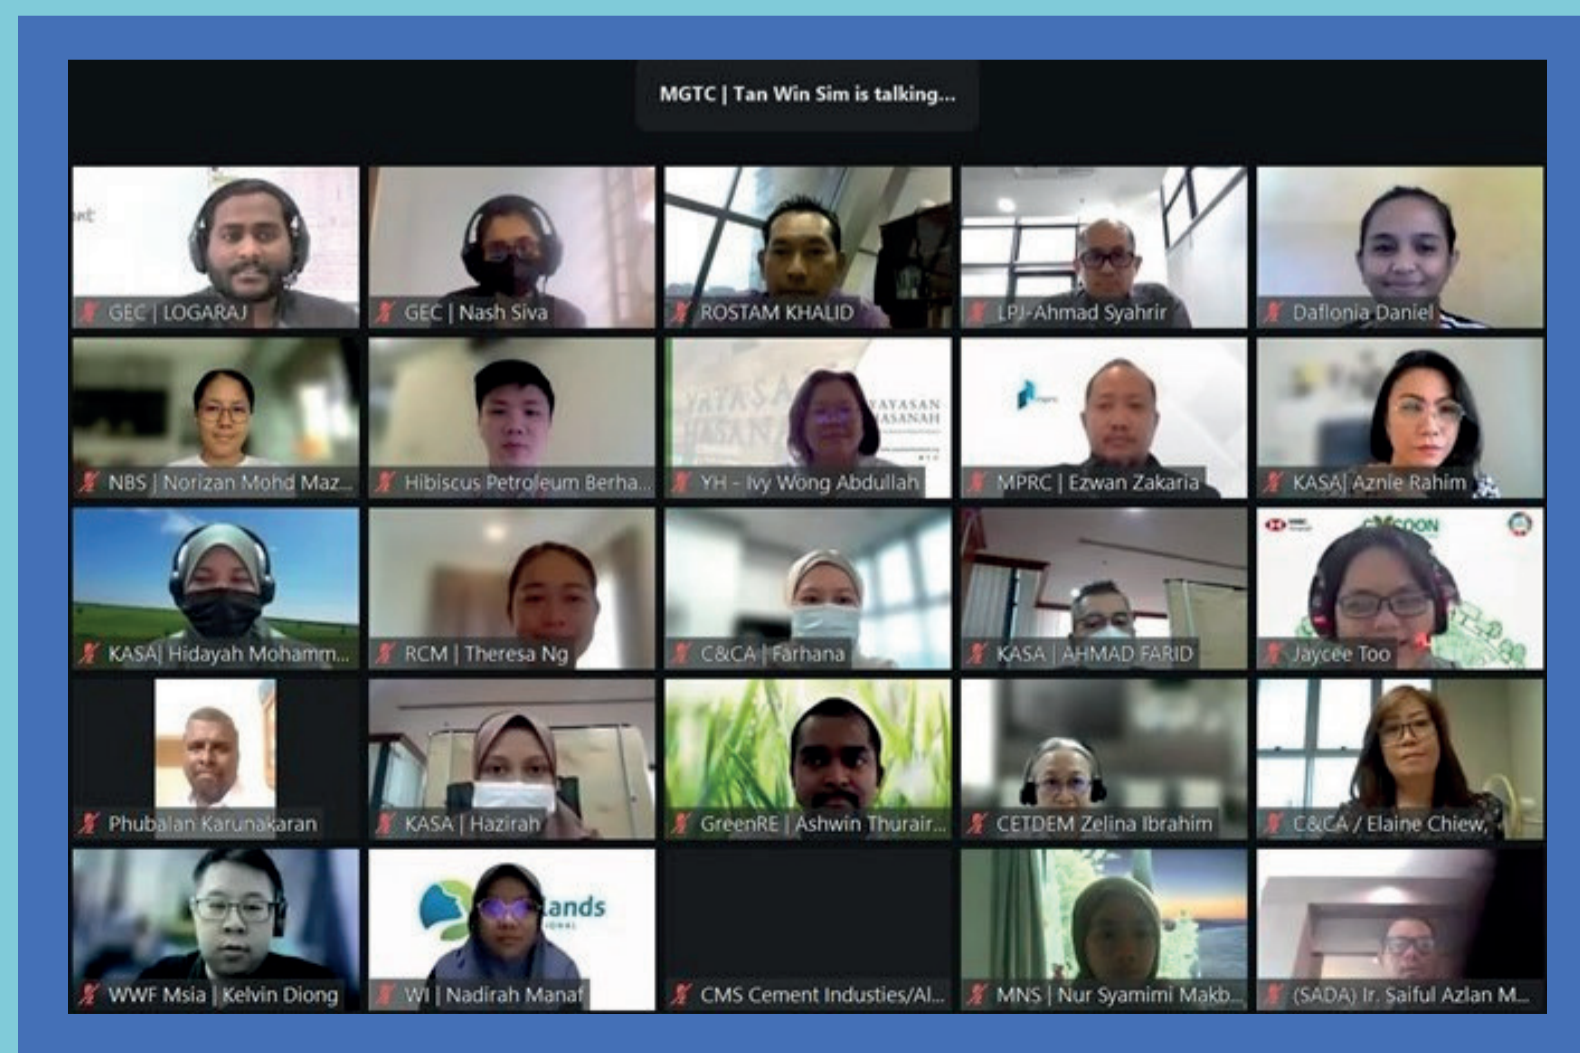 MGTC | Tan Win Sim is talking...
GEC | LOGARAJ
GEC | Nash Siva
ROSTAM KHALID
LPJ-Ahmad Syahrir
Daflonia Daniel
YAYASAN
HASANAH
NBS | Norizan Mohd Maz...
Hibiscus Petroleum Berha...
YH - Ivy Wong Abdullah
MPRC | Ezwan Zakaria
KASA| Aznie Rahim
KASA| Hidayah Mohamm...
RCM | Theresa Ng
C&CA | Farhana
KASA | AHMAD FARID
Jaycee Too
Phubalan Karunakaran
KASA | Hazirah
GreenRE | Ashwin Thurair...
CETDEM Zelina Ibrahim
C&CA / Elaine Chiew,
lands
WWF Msia | Kelvin Diong
WI | Nadirah Manaf
CMS Cement Industies/Al...
MNS | Nur Syamimi Makb...
(SADA) Ir. Saiful Azlan M...